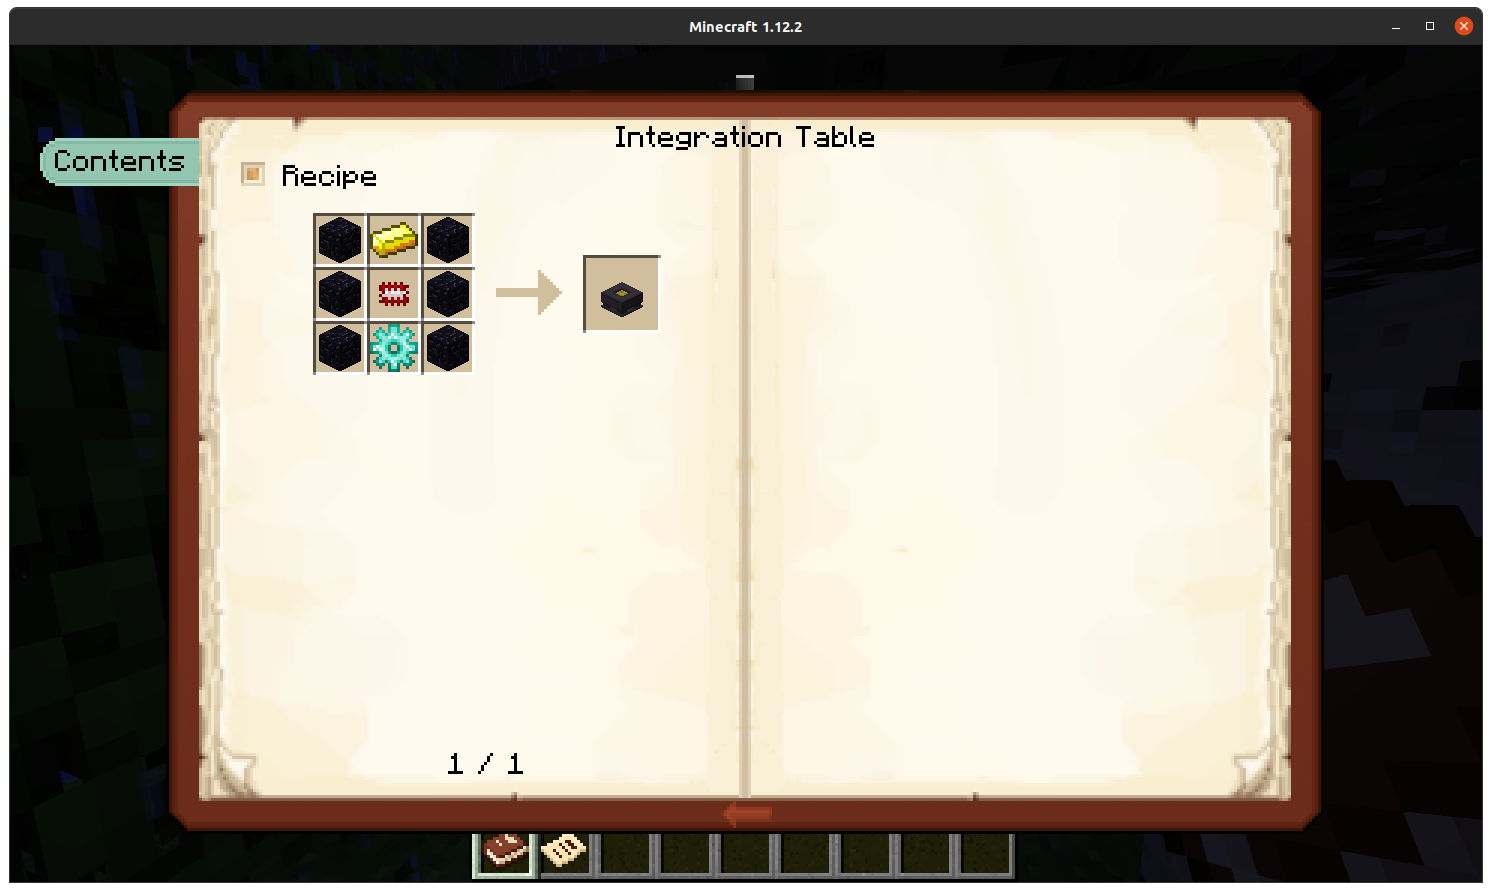 Minecraft 1.12.2
Integration Table
Contents
Recipe
1 / 1